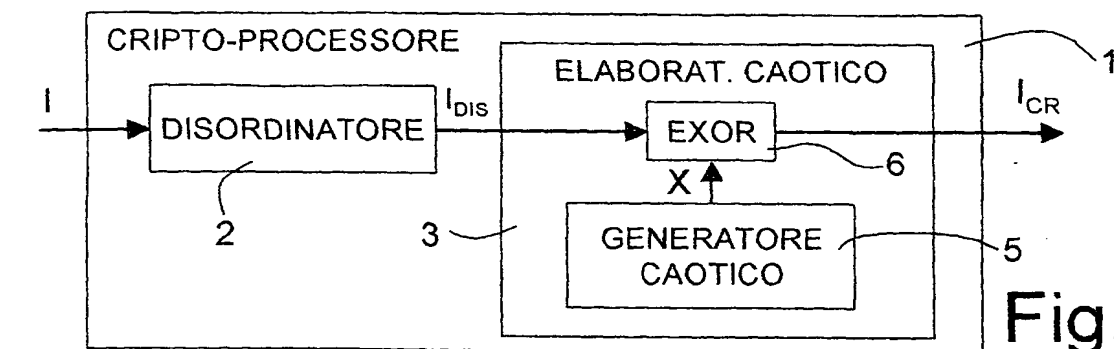 CRIPTO-PROCESSORE
1
ELABORAT. CAOTICO
I
I_DIS
I_CR
DISORDINATORE
EXOR
6
X
2
3
GENERATORE
CAOTICO
5
Fig